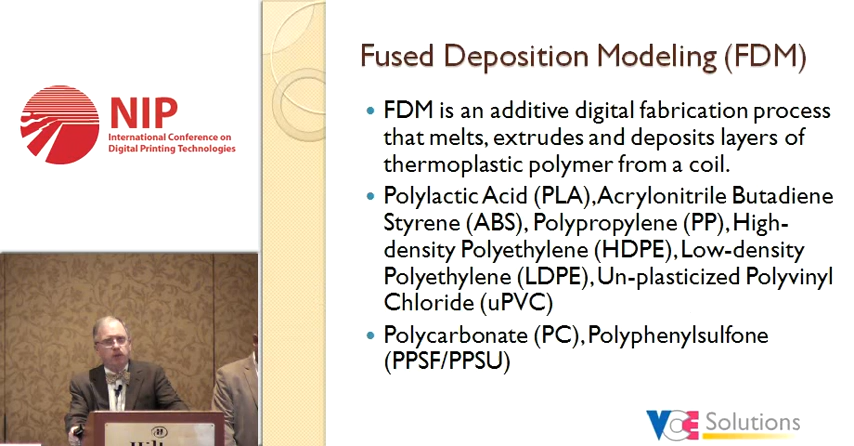 NIP
International Conference on
Digital Printing Technologies
Fused Deposition Modeling (FDM)
• FDM is an additive digital fabrication process
that melts, extrudes and deposits layers of
thermoplastic polymer from a coil.
• Polylactic Acid (PLA), Acrylonitrile Butadiene
Styrene (ABS), Polypropylene (PP), High-
density Polyethylene (HDPE), Low-density
Polyethylene (LDPE), Un-plasticized Polyvinyl
Chloride (uPVC)
• Polycarbonate (PC), Polyphenylsulfone
(PPSF/PPSU)
VCE Solutions